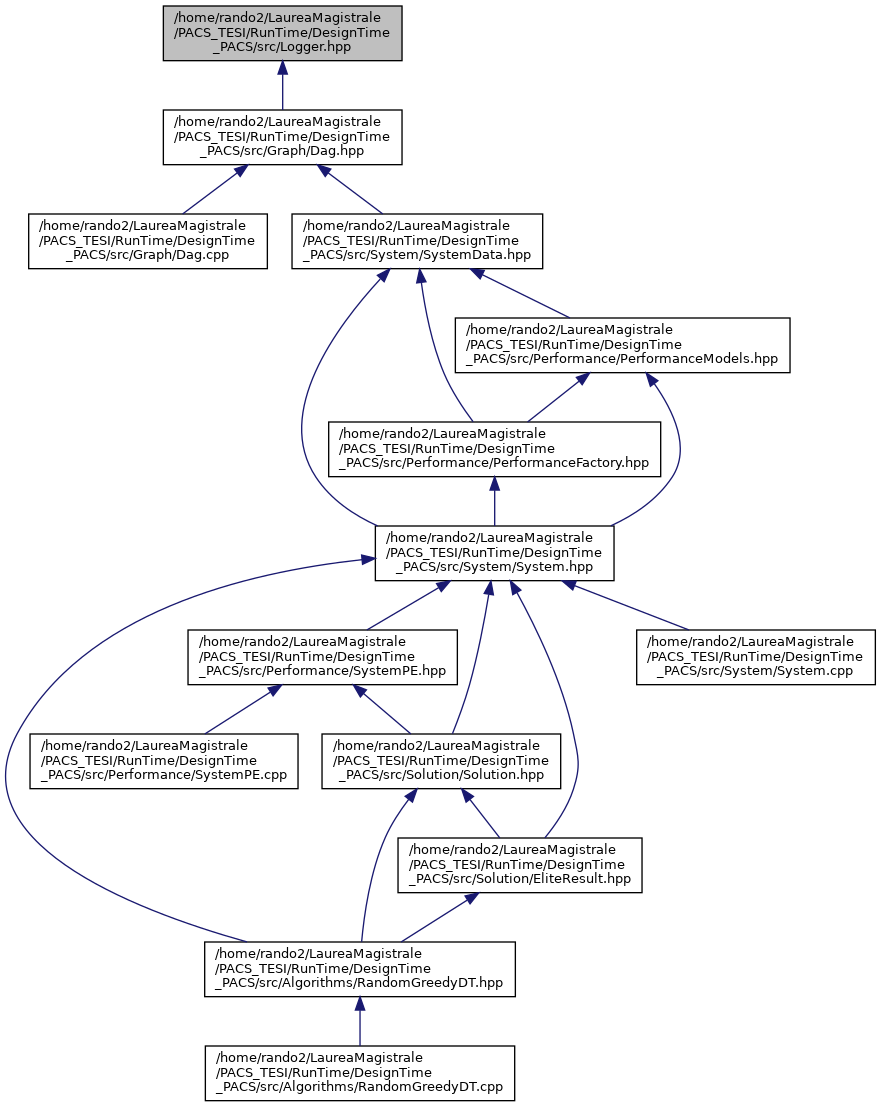 /home/rando2/LaureaMagistrale
/PACS_TESI/RunTime/DesignTime
_PACS/src/Logger.hpp
/home/rando2/LaureaMagistrale
/PACS_TESI/RunTime/DesignTime
_PACS/src/Graph/Dag.hpp
/home/rando2/LaureaMagistrale
/PACS_TESI/RunTime/DesignTime
_PACS/src/Graph/Dag.cpp
/home/rando2/LaureaMagistrale
/PACS_TESI/RunTime/DesignTime
_PACS/src/System/SystemData.hpp
/home/rando2/LaureaMagistrale
/PACS_TESI/RunTime/DesignTime
_PACS/src/Performance/PerformanceModels.hpp
/home/rando2/LaureaMagistrale
/PACS_TESI/RunTime/DesignTime
_PACS/src/Performance/PerformanceFactory.hpp
/home/rando2/LaureaMagistrale
/PACS_TESI/RunTime/DesignTime
_PACS/src/System/System.hpp
/home/rando2/LaureaMagistrale
/PACS_TESI/RunTime/DesignTime
_PACS/src/Performance/SystemPE.hpp
/home/rando2/LaureaMagistrale
/PACS_TESI/RunTime/DesignTime
_PACS/src/System/System.cpp
/home/rando2/LaureaMagistrale
/PACS_TESI/RunTime/DesignTime
_PACS/src/Performance/SystemPE.cpp
/home/rando2/LaureaMagistrale
/PACS_TESI/RunTime/DesignTime
_PACS/src/Solution/Solution.hpp
/home/rando2/LaureaMagistrale
/PACS_TESI/RunTime/DesignTime
_PACS/src/Solution/EliteResult.hpp
/home/rando2/LaureaMagistrale
/PACS_TESI/RunTime/DesignTime
_PACS/src/Algorithms/RandomGreedyDT.hpp
/home/rando2/LaureaMagistrale
/PACS_TESI/RunTime/DesignTime
_PACS/src/Algorithms/RandomGreedyDT.cpp